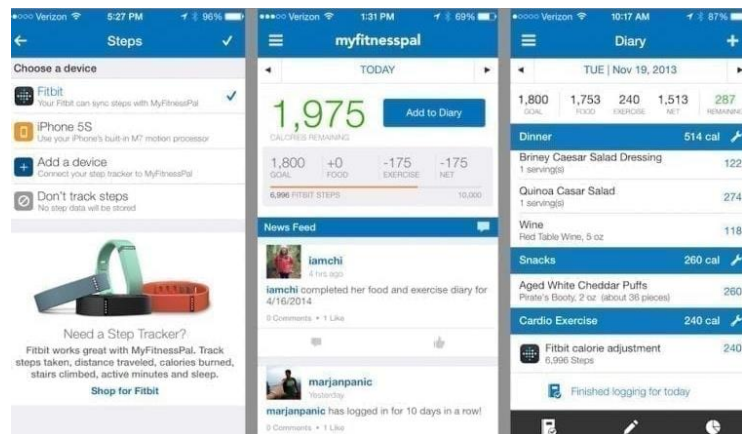 ●○○○○ Verizon 5:27 PM 96%
Steps
Choose a device
Fitbit
Your Fitbit can sync steps with MyFitnessPal
iPhone 5S
Use your iPhone's built-in M7 motion processor
Add a device
Connect your step tracker to MyFitnessPal
Don't track steps
No step data will be stored
Need a Step Tracker?
Fitbit works great with MyFitnessPal. Track
steps taken, distance traveled, calories burned,
stairs climbed, active minutes and sleep.
Shop for Fitbit
●●●○○ Verizon 1:31 PM 69%
myfitnesspal
TODAY
1,975
CALORIES REMAINING
Add to Diary
1,800 +0 -175 -175
GOAL FOOD EXERCISE NET
6,996 FITBIT STEPS 10,000
News Feed
iamchi
4 hrs ago
iamchi completed her food and exercise diary for
4/16/2014
0 Comments • 1 Like
marjanpanic
Yesterday
marjanpanic has logged in for 10 days in a row!
0 Comments • 1 Like
●○○○○ Verizon 10:17 AM 87%
Diary
TUE | Nov 19, 2013
1,800 1,753 240 1,513 287
GOAL FOOD EXERCISE NET REMAINING
Dinner 514 cal
Briney Caesar Salad Dressing
1 serving(s) 122
Quinoa Casar Salad
1 serving(s) 274
Wine
Red Table Wine, 5 oz 118
Snacks 260 cal
Aged White Cheddar Puffs
Pirate's Booty, 2 oz (about 36 pieces) 260
Cardio Exercise 240 cal
Fitbit calorie adjustment 240
6,996 Steps
Finished logging for today